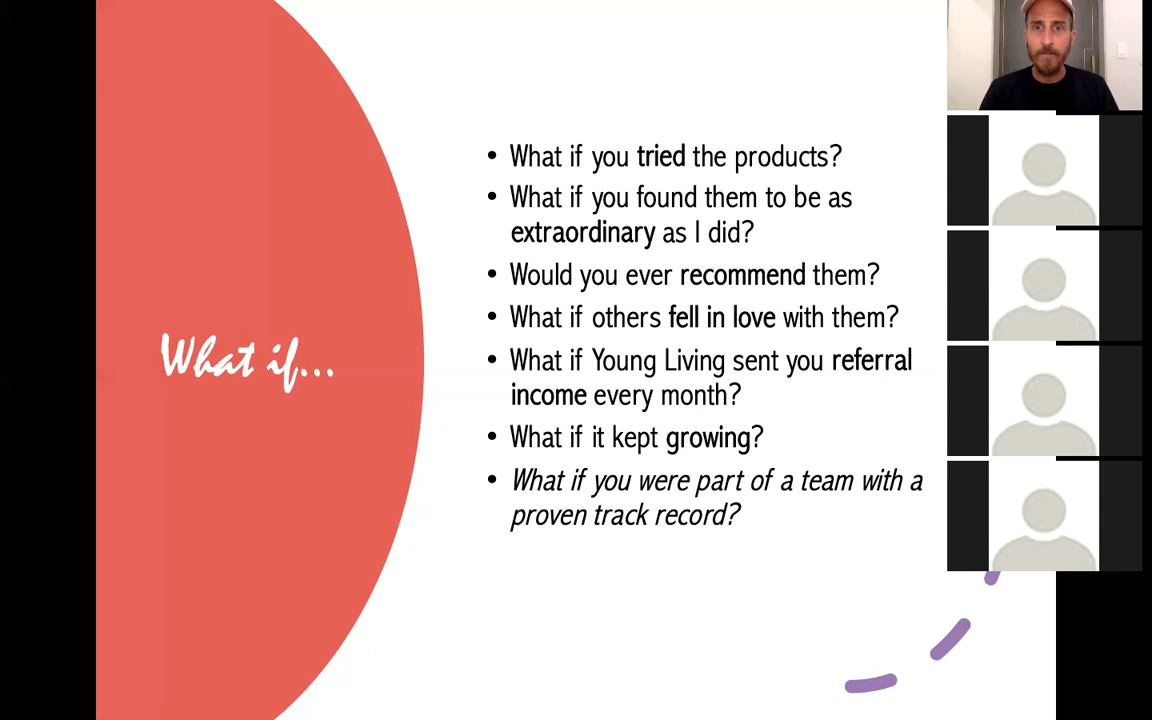 What if...
• What if you tried the products?
• What if you found them to be as
extraordinary as I did?
• Would you ever recommend them?
• What if others fell in love with them?
• What if Young Living sent you referral
income every month?
• What if it kept growing?
• What if you were part of a team with a
proven track record?